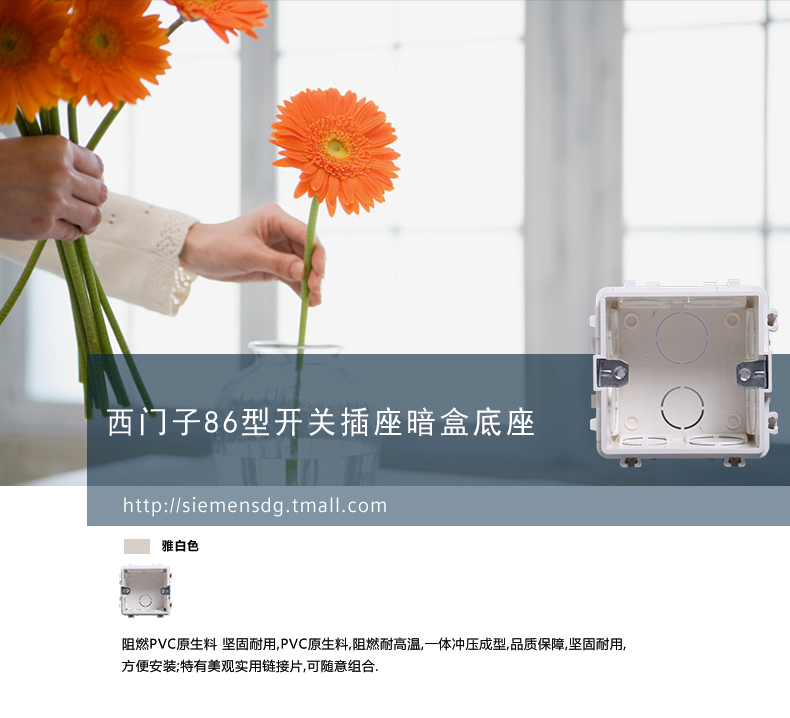 西门子86型开关插座暗盒底座
http://siemensdg.tmall.com
雅白色
阻燃PVC原生料 坚固耐用,PVC原生料,阻燃耐高温,一体冲压成型,品质保障,坚固耐用,
方便安装;特有美观实用链接片,可随意组合.